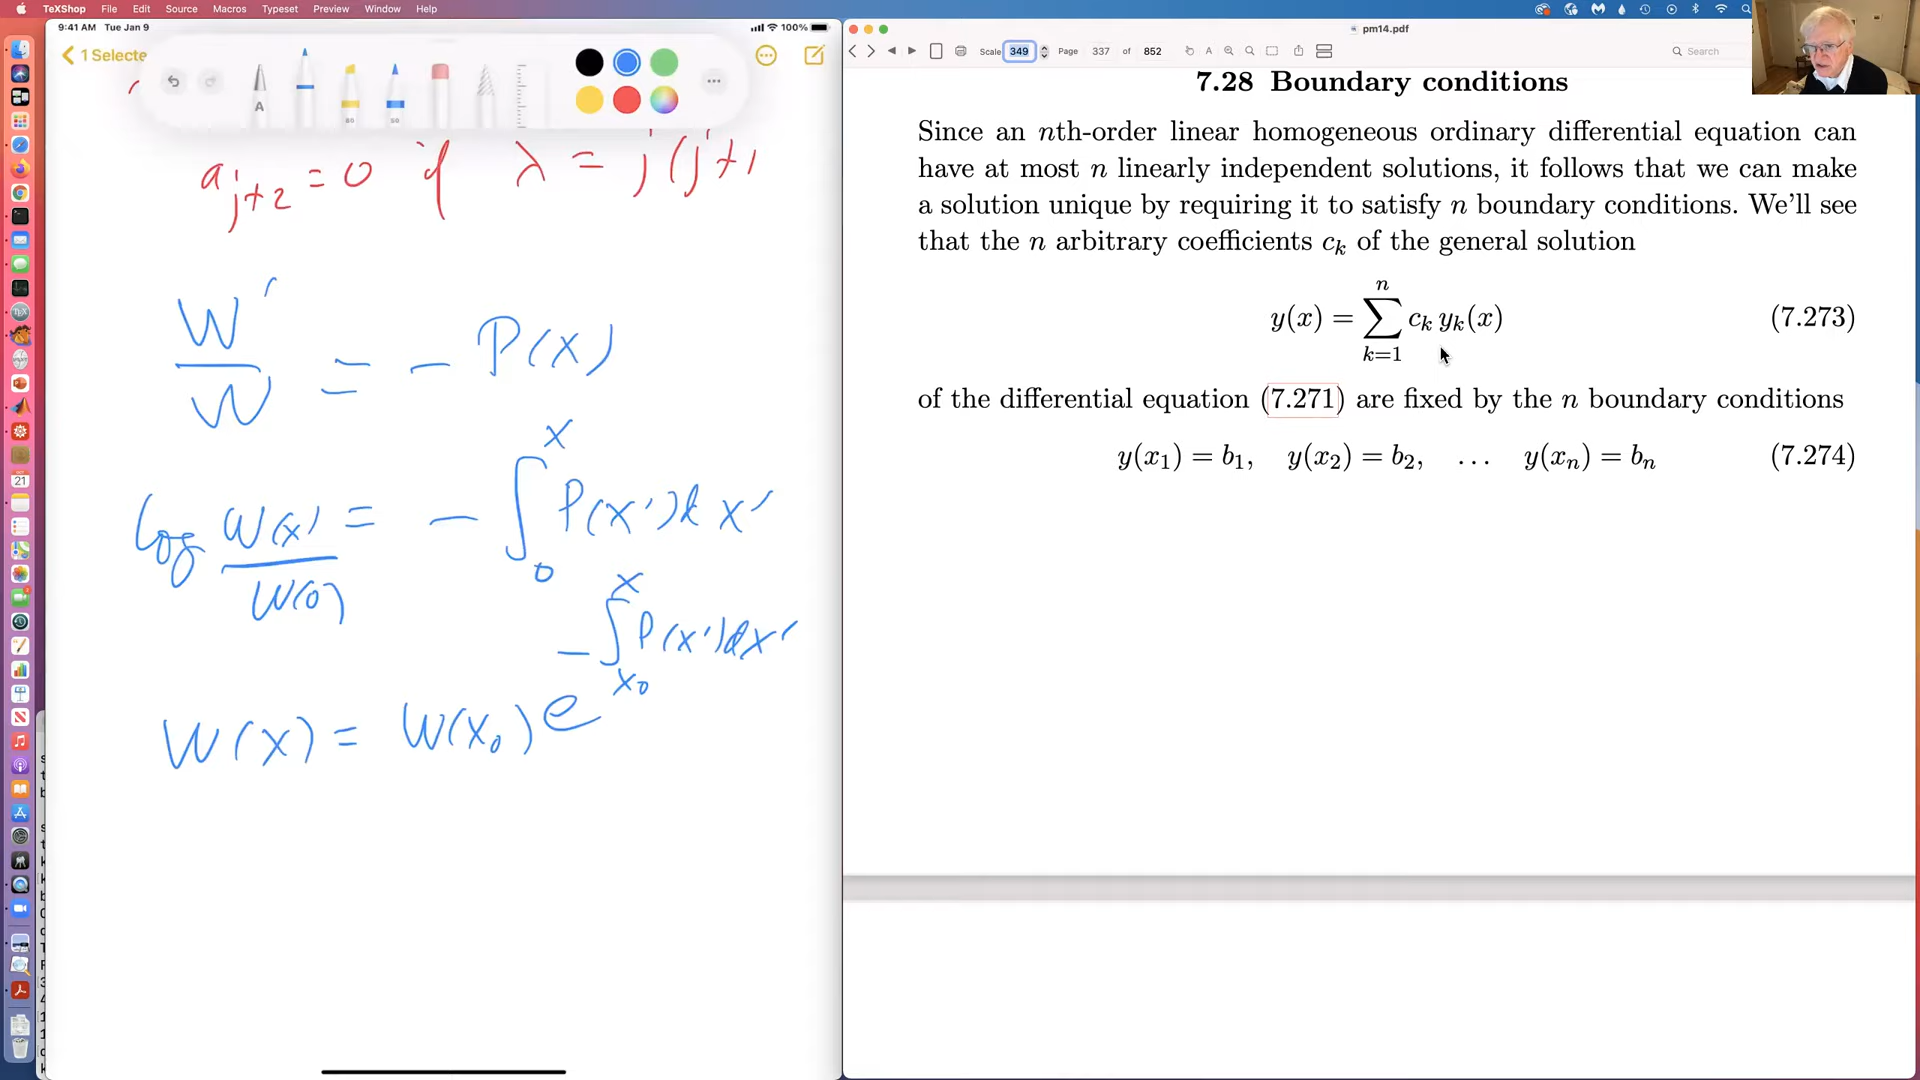 TeXShop File Edit Source Macros Typeset Preview Window Help
9:41 AM Tue Jan 9
100%
1 Selecte
a_{j+2} = 0 if λ = j(j+1
W'/W = - P(x)
log W(x)/W(0) = - ∫_0^x P(x')dx'
W(x) = W(x_0) e^{-∫_{x_0}^x P(x')dx'}
pm14.pdf
Scale 349 Page 337 of 852 Search
7.28 Boundary conditions
Since an nth-order linear homogeneous ordinary differential equation can
have at most n linearly independent solutions, it follows that we can make
a solution unique by requiring it to satisfy n boundary conditions. We'll see
that the n arbitrary coefficients c_k of the general solution
y(x) = ∑_{k=1}^{n} c_k y_k(x) (7.273)
of the differential equation (7.271) are fixed by the n boundary conditions
y(x_1) = b_1, y(x_2) = b_2, ... y(x_n) = b_n (7.274)